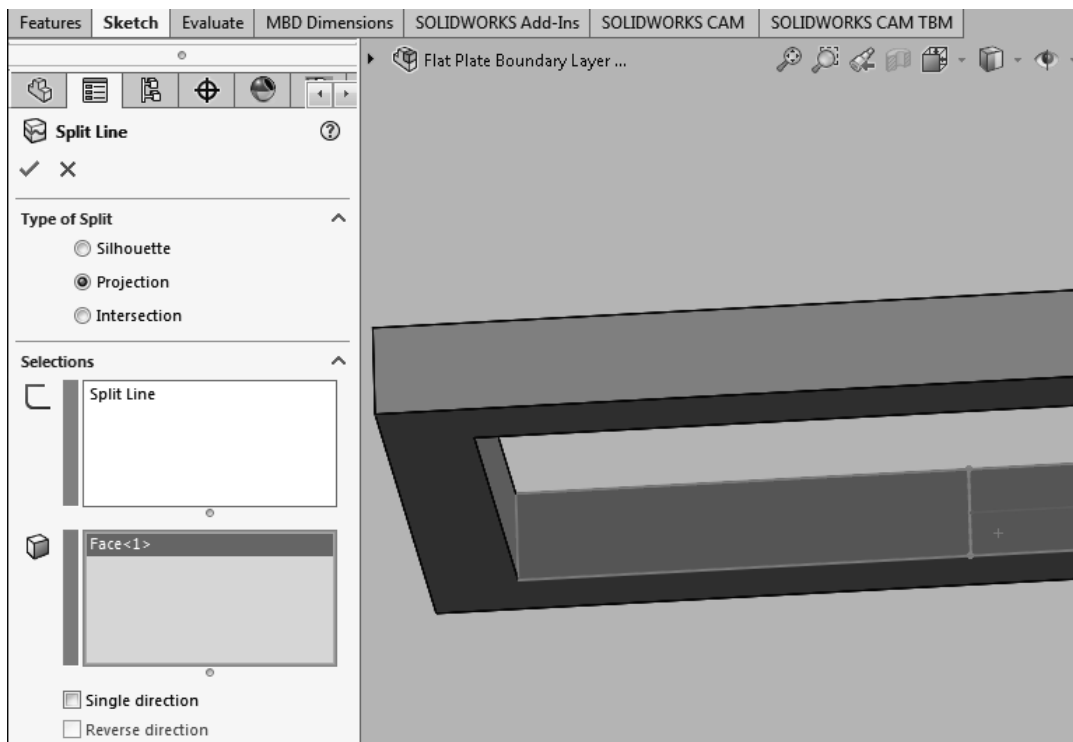 Features Sketch Evaluate MBD Dimensions SOLIDWORKS Add-Ins SOLIDWORKS CAM SOLIDWORKS CAM TBM
Flat Plate Boundary Layer ...
Split Line
Type of Split
Silhouette
Projection
Intersection
Selections
Split Line
Face<1>
Single direction
Reverse direction